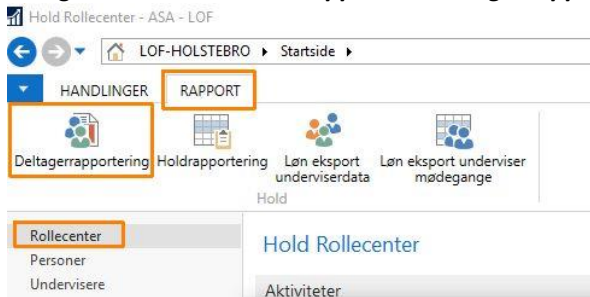 Hold Rollecenter - ASA - LOF
LOF-HOLSTEBRO ▸ Startside ▸
HANDLINGER RAPPORT
Deltagerrapportering Holdrapportering Løn eksport underviserdata Løn eksport underviser mødegange
Hold
Rollecenter
Personer
Undervisere
Hold Rollecenter
Aktiviteter